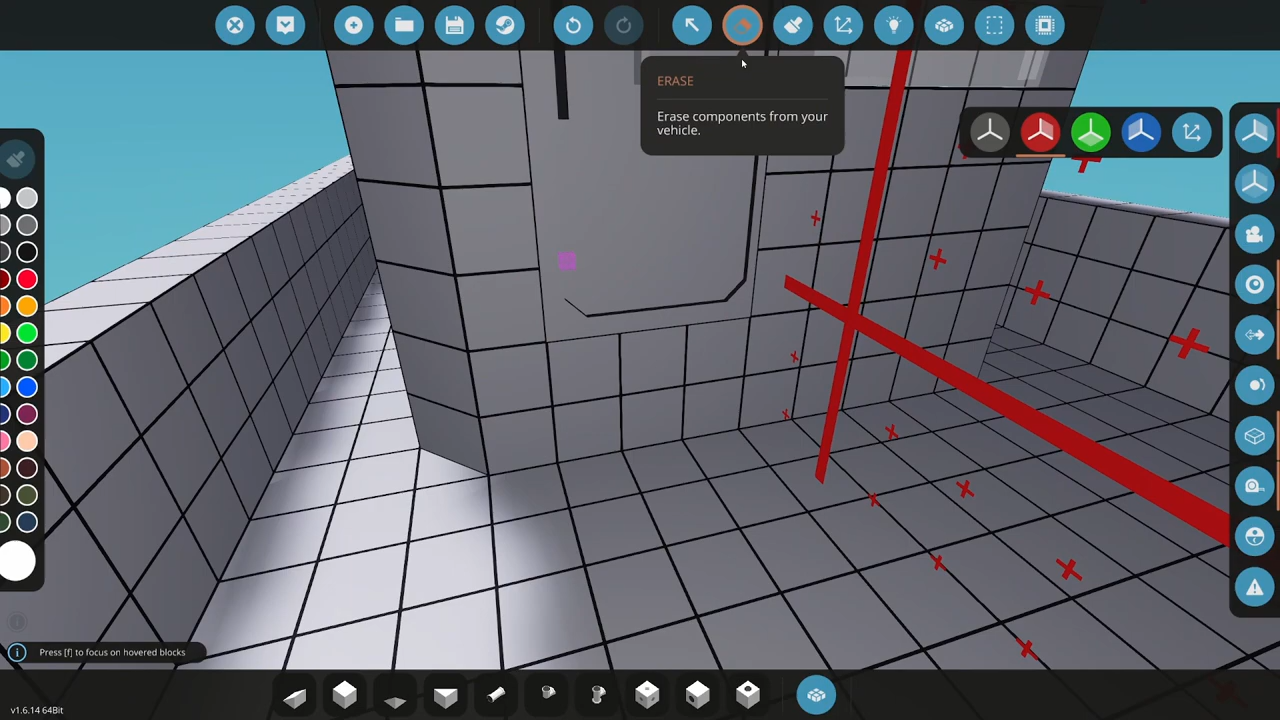 ERASE
Erase components from your
vehicle.
Press [f] to focus on hovered blocks
v1.6.14 64Bit